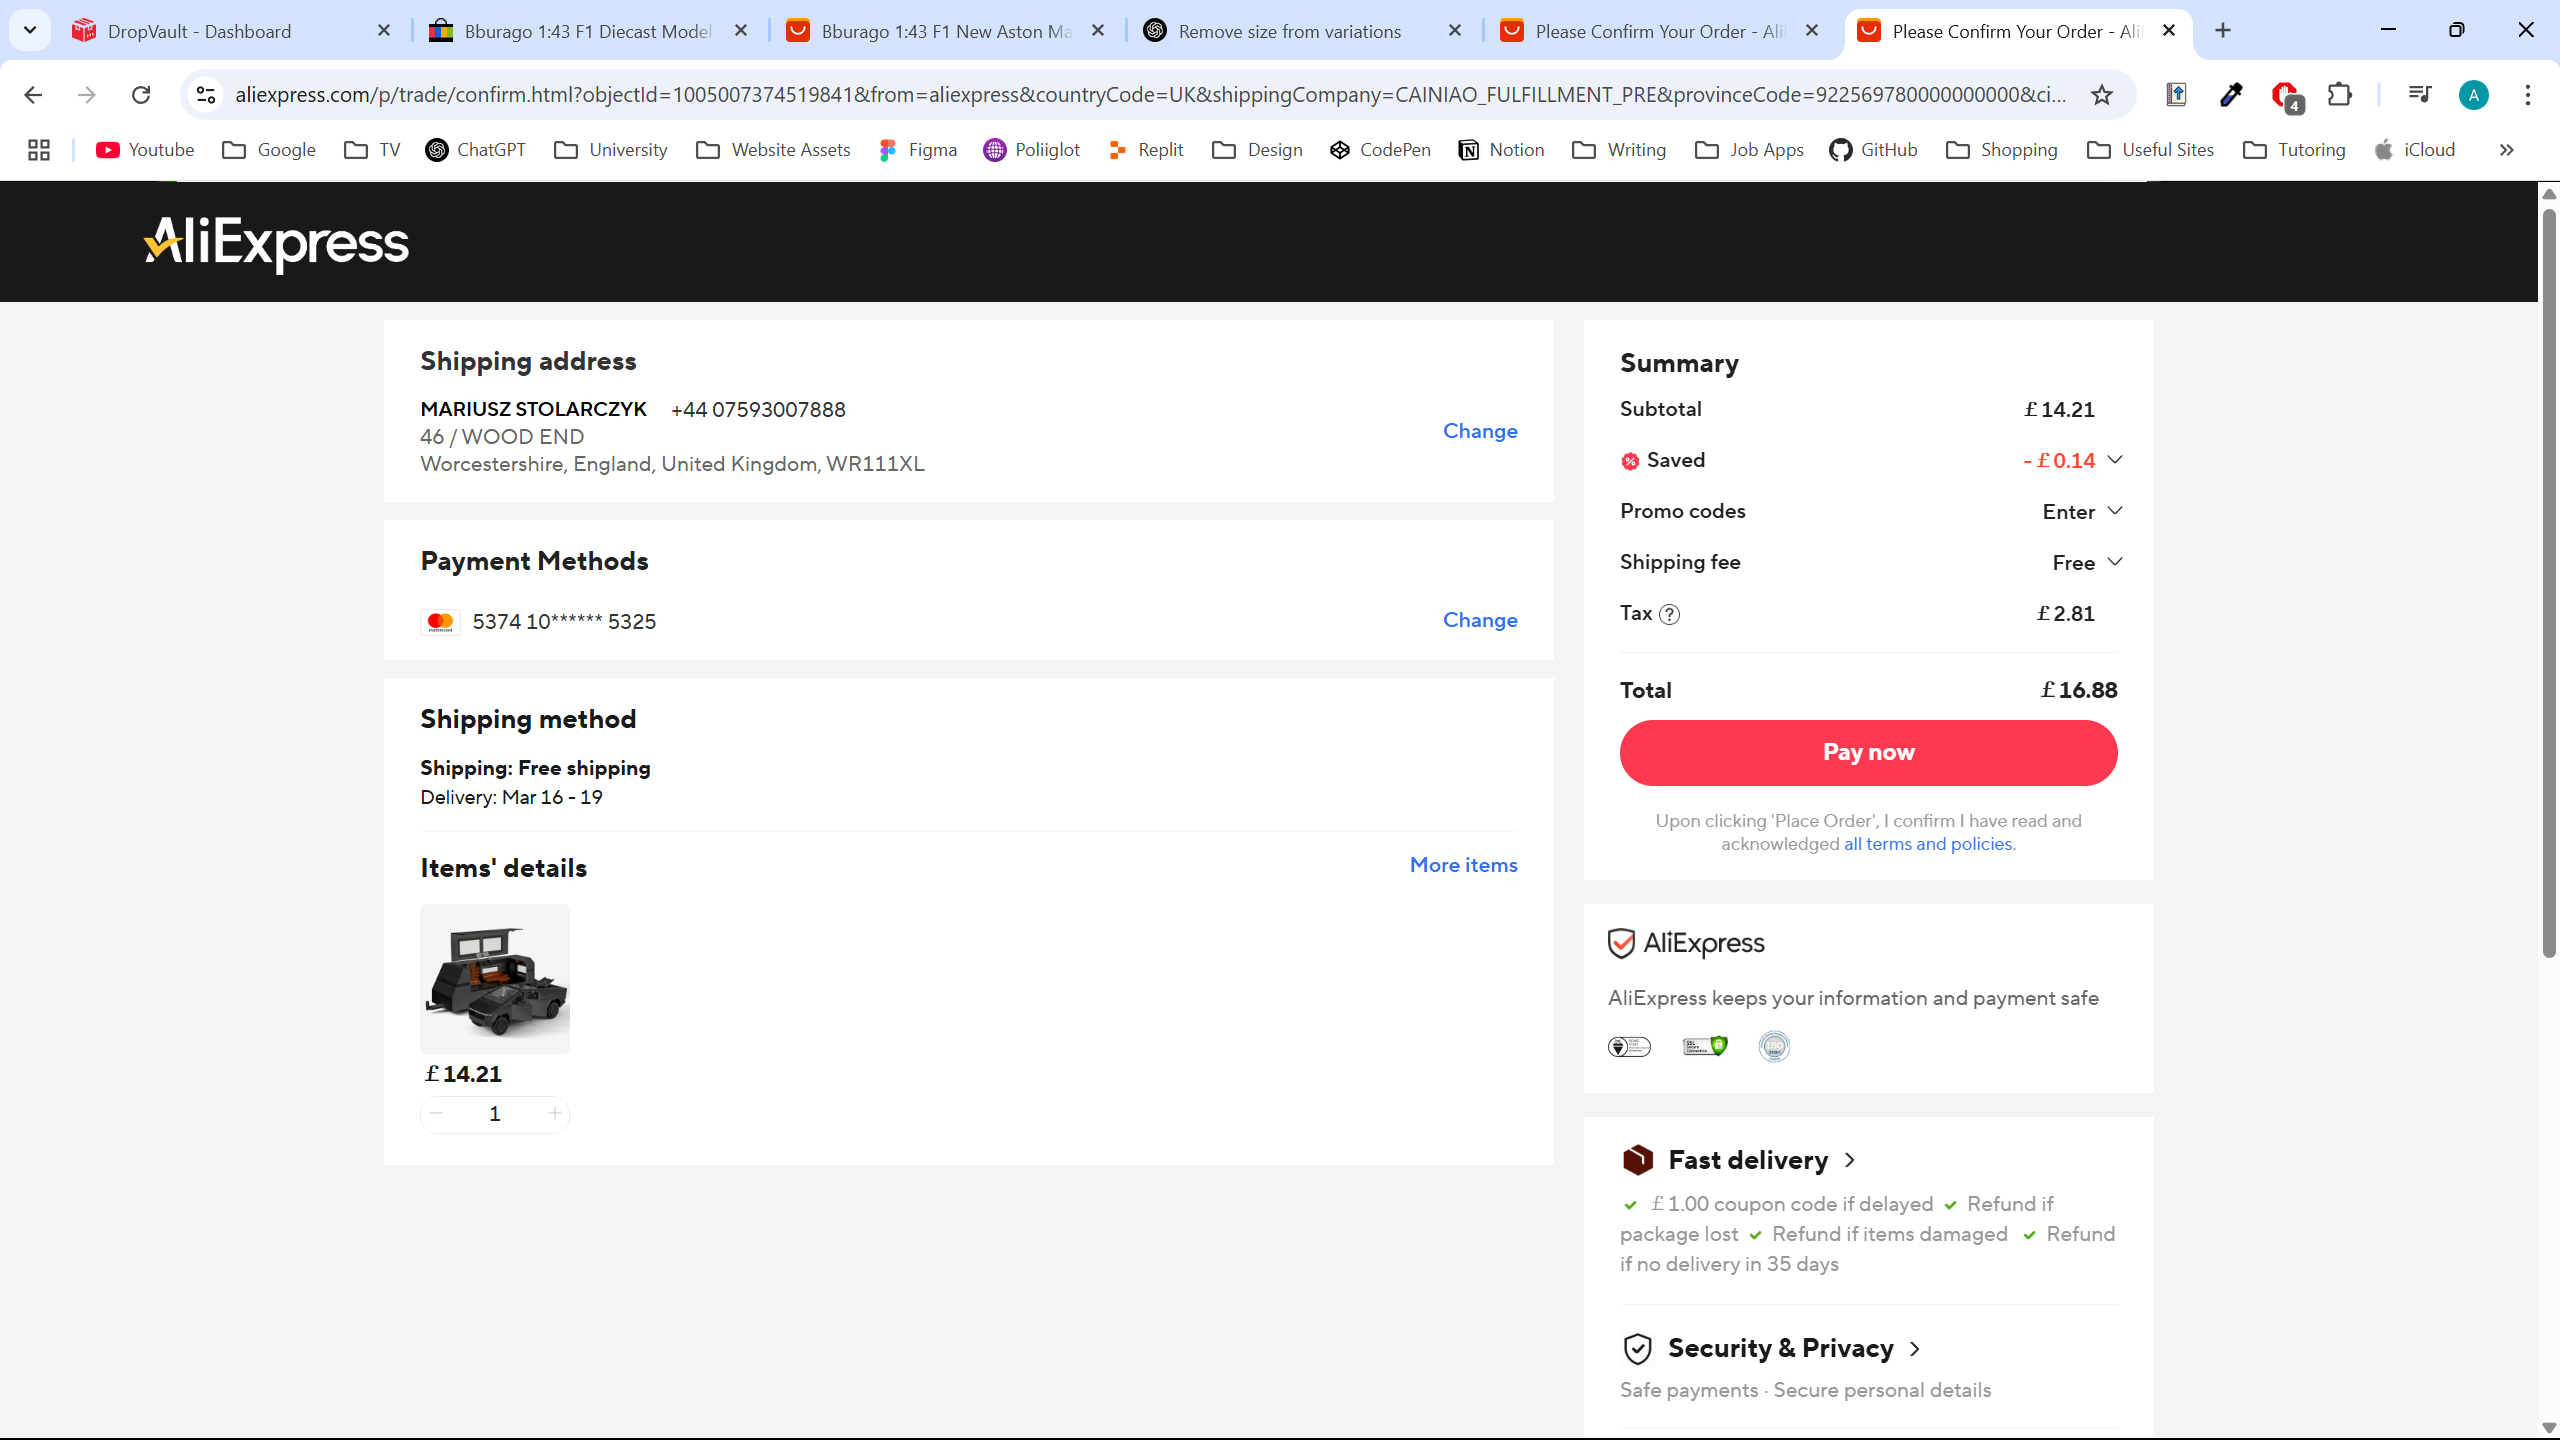 DropVault - Dashboard
Bburago 1:43 F1 Diecast Model
Bburago 1:43 F1 New Aston Ma
Remove size from variations
Please Confirm Your Order - Ali
Please Confirm Your Order - Ali
aliexpress.com/p/trade/confirm.html?objectId=1005007374519841&from=aliexpress&countryCode=UK&shippingCompany=CAINIAO_FULFILLMENT_PRE&provinceCode=922569780000000000&ci...
4
A
Youtube
Google
TV
ChatGPT
University
Website Assets
Figma
Poliiglot
Replit
Design
CodePen
Notion
Writing
Job Apps
GitHub
Shopping
Useful Sites
Tutoring
iCloud
AliExpress
Shipping address
MARIUSZ STOLARCZYK +44 07593007888
46 / WOOD END
Worcestershire, England, United Kingdom, WR111XL
Change
Payment Methods
5374 10****** 5325
Change
Shipping method
Shipping: Free shipping
Delivery: Mar 16 - 19
Items' details
More items
£14.21
1
Summary
Subtotal £14.21
Saved -£0.14
Promo codes Enter
Shipping fee Free
Tax ? £2.81
Total £16.88
Pay now
Upon clicking 'Place Order', I confirm I have read and
acknowledged all terms and policies.
AliExpress
AliExpress keeps your information and payment safe
Fast delivery
£1.00 coupon code if delayed Refund if
package lost Refund if items damaged Refund
if no delivery in 35 days
Security & Privacy
Safe payments · Secure personal details